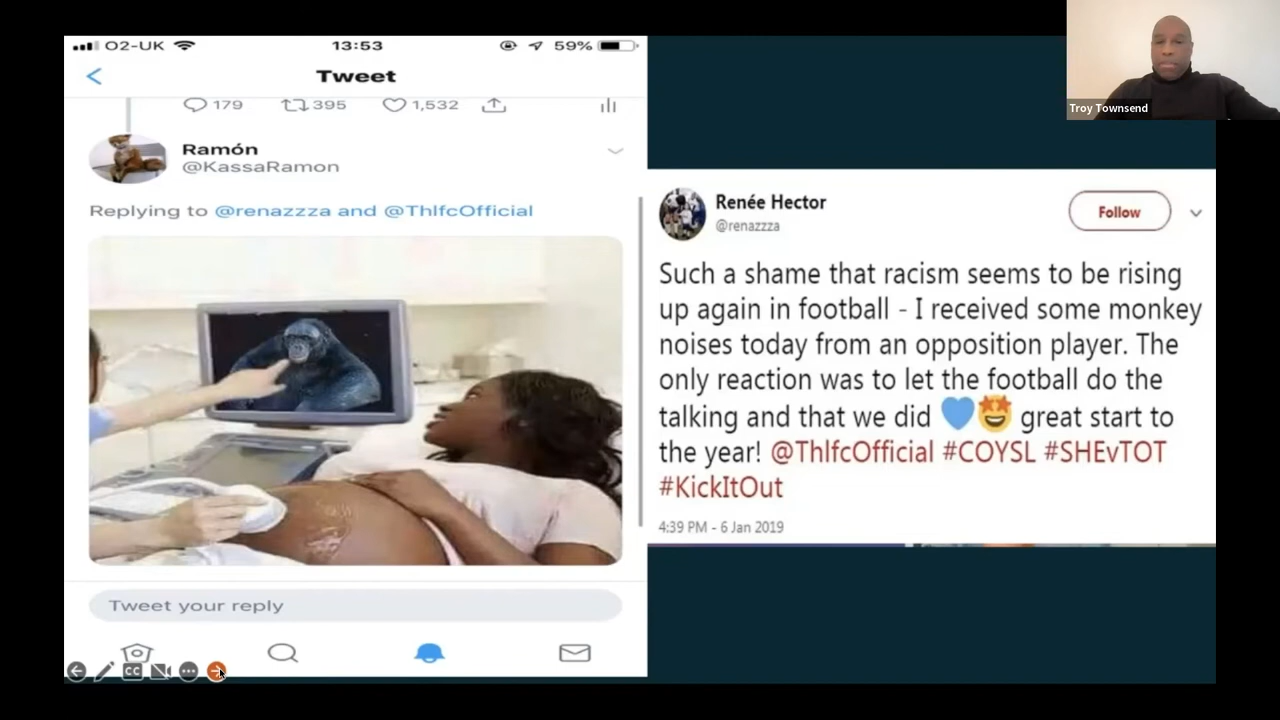 O2-UK 13:53 59%
Tweet
179 395 1,532
Ramón
@KassaRamon
Replying to @renazzza and @ThlfcOfficial
Tweet your reply
CC
Troy Townsend
Renée Hector
@renazzza
Follow
Such a shame that racism seems to be rising
up again in football - I received some monkey
noises today from an opposition player. The
only reaction was to let the football do the
talking and that we did 💙🤩 great start to
the year! @ThlfcOfficial #COYSL #SHEvTOT
#KickItOut
4:39 PM - 6 Jan 2019